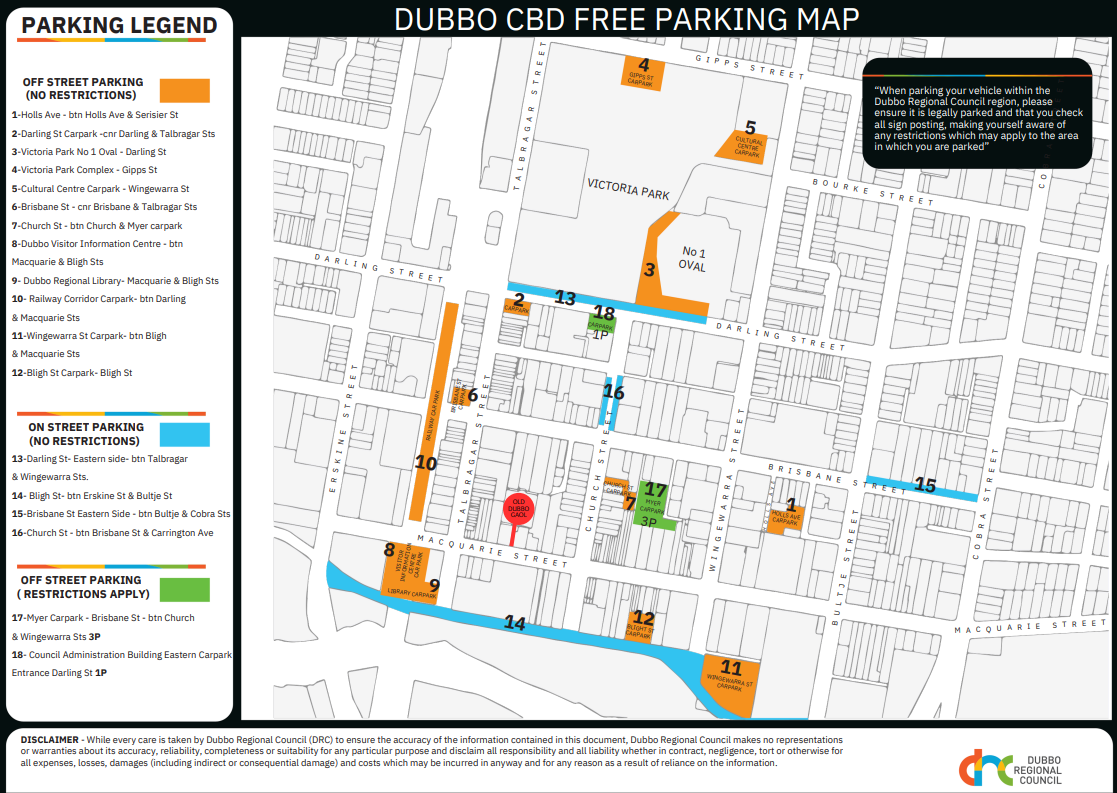 PARKING LEGEND
OFF STREET PARKING
(NO RESTRICTIONS)
1-Holls Ave - btn Holls Ave & Serisier St
2-Darling St Carpark -cnr Darling & Talbragar Sts
3-Victoria Park No 1 Oval - Darling St
4-Victoria Park Complex - Gipps St
5-Cultural Centre Carpark - Wingewarra St
6-Brisbane St - cnr Brisbane & Talbragar Sts
7-Church St - btn Church & Myer carpark
8-Dubbo Visitor Information Centre - btn
Macquarie & Bligh Sts
9- Dubbo Regional Library- Macquarie & Bligh Sts
10- Railway Corridor Carpark- btn Darling
& Macquarie Sts
11-Wingewarra St Carpark- btn Bligh
& Macquarie Sts
12-Bligh St Carpark- Bligh St
ON STREET PARKING
(NO RESTRICTIONS)
13-Darling St- Eastern side- btn Talbragar
& Wingewarra Sts.
14- Bligh St- btn Erskine St & Bultje St
15-Brisbane St Eastern Side - btn Bultje & Cobra Sts
16-Church St- btn Brisbane St & Carrington Ave
OFF STREET PARKING
( RESTRICTIONS APPLY)
17-Myer Carpark - Brisbane St - btn Church
& Wingewarra Sts 3P
18- Council Administration Building Eastern Carpark
Entrance Darling St 1P
DUBBO CBD FREE PARKING MAP
GIPPS STREET
4
GIPPS ST
CARPARK
"When parking your vehicle within the
Dubbo Regional Council region, please
ensure it is legally parked and that you check
all sign posting, making yourself aware of
any restrictions which may apply to the area
in which you are parked"
TALBRAGAR STREET
5
CULTURAL
CENTRE
CARPARK
VICTORIA PARK
BOURKE STREET
No 1
OVAL
3
DARLING STREET
2
CARPARK
13
18
CARPARK
1P
DARLING STREET
ERSKINE STREET
RAILWAY CAR PARK
10
BRISBANE ST
CARPARK
6
TALBRAGAR STREET
16
CHURCH STREET
WINGEWARRA STREET
BRISBANE STREET
15
OLD
DUBBO
GAOL
CHURCH ST
CARPARK
7
17
MYER
CARPARK
3P
1
HOLLS AVE
CARPARK
BULTJE STREET
COBRA STREET
MACQUARIE STREET
8
VISITOR
INFORMATION
CENTRE
CAR PARK
9
LIBRARY CARPARK
14
12
BLIGHT ST
CARPARK
11
WINGEWARRA ST
CARPARK
MACQUARIE STREET
DISCLAIMER - While every care is taken by Dubbo Regional Council (DRC) to ensure the accuracy of the information contained in this document, Dubbo Regional Council makes no representations
or warranties about its accuracy, reliability, completeness or suitability for any particular purpose and disclaim all responsibility and all liability whether in contract, negligence, tort or otherwise for
all expenses, losses, damages (including indirect or consequential damage) and costs which may be incurred in anyway and for any reason as a result of reliance on the information.
drc
DUBBO
REGIONAL
COUNCIL